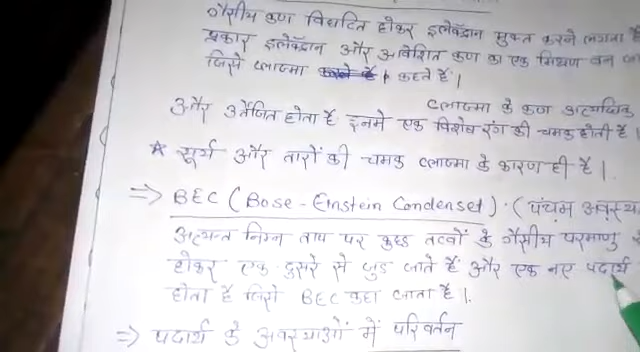 गैसीय कण विघटित होकर इलेक्ट्रॉन मुक्त करने लगता है
प्रकार इलेक्ट्रॉन और आवेशित कण का एक मिश्रण बन जा
जिसे प्लाज्मा कहते हैं।
प्लाज्मा के कण अत्यधिक
और उत्तेजित होता है इनमे एक विशेष रंग की चमक होती है।
* सूर्य और तारों की चमक प्लाज्मा के कारण ही है।
⇒ BEC (Bose-Einstein Condenset). (पंचम अवस्था
अत्यन्त निम्न ताप पर कुछ तत्वों के गैसीय परमाणु
होकर एक दुसरे से जुड़ जाते हैं और एक नए पदार्थ
होता है जिसे BEC कहा जाता है।
⇒ पदार्थ के अवस्थाओं में परिवर्तन